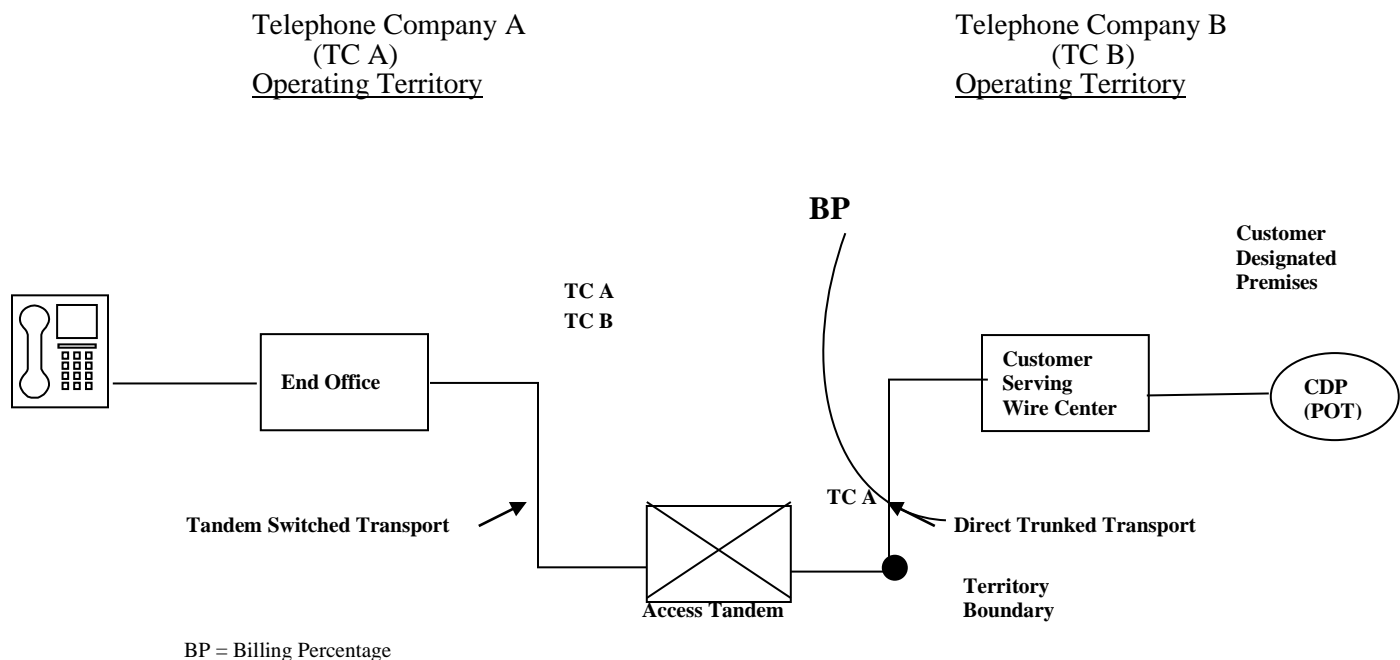 Telephone Company A
(TC A)
Operating Territory
Telephone Company B
(TC B)
Operating Territory
BP
Customer
Designated
Premises
TC A
TC B
End Office
Customer
Serving
Wire Center
CDP
(POT)
Tandem Switched Transport
TC A
Direct Trunked Transport
Access Tandem
Territory
Boundary
BP = Billing Percentage